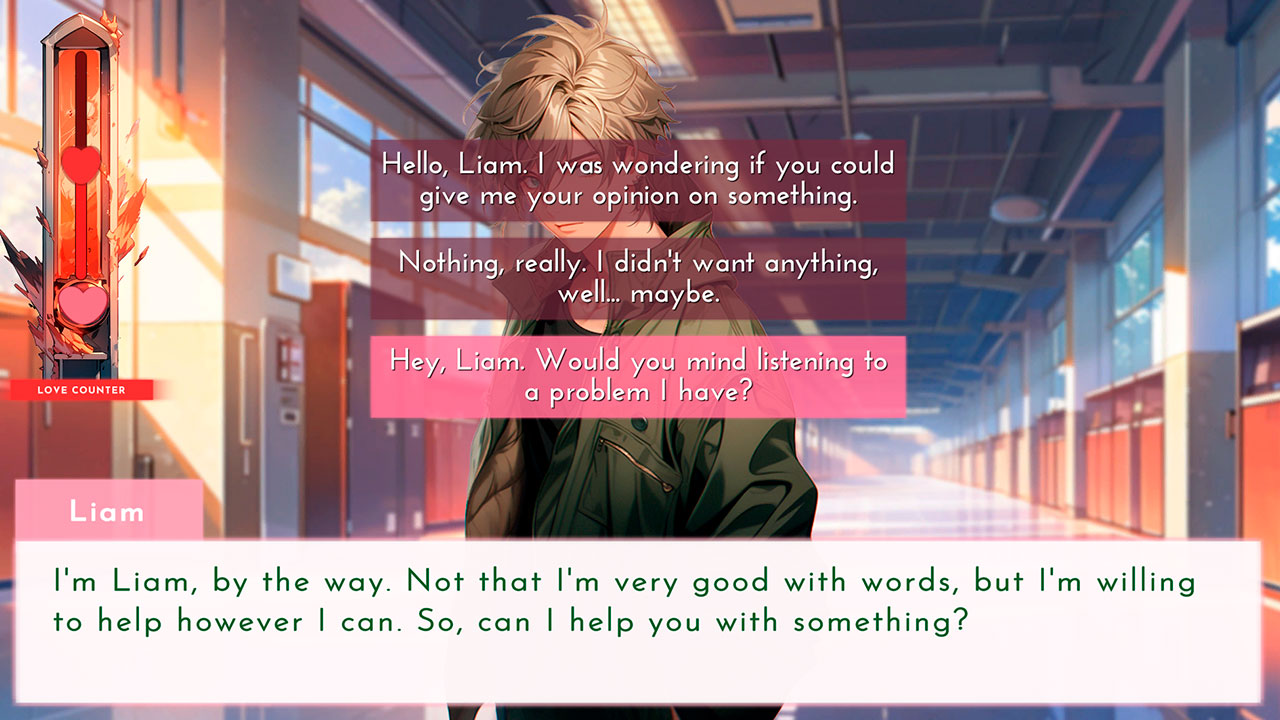 Hello, Liam. I was wondering if you could
give me your opinion on something.
Nothing, really. I didn't want anything,
well... maybe.
Hey, Liam. Would you mind listening to
a problem I have?
LOVE COUNTER
Liam
I'm Liam, by the way. Not that I'm very good with words, but I'm willing
to help however I can. So, can I help you with something?